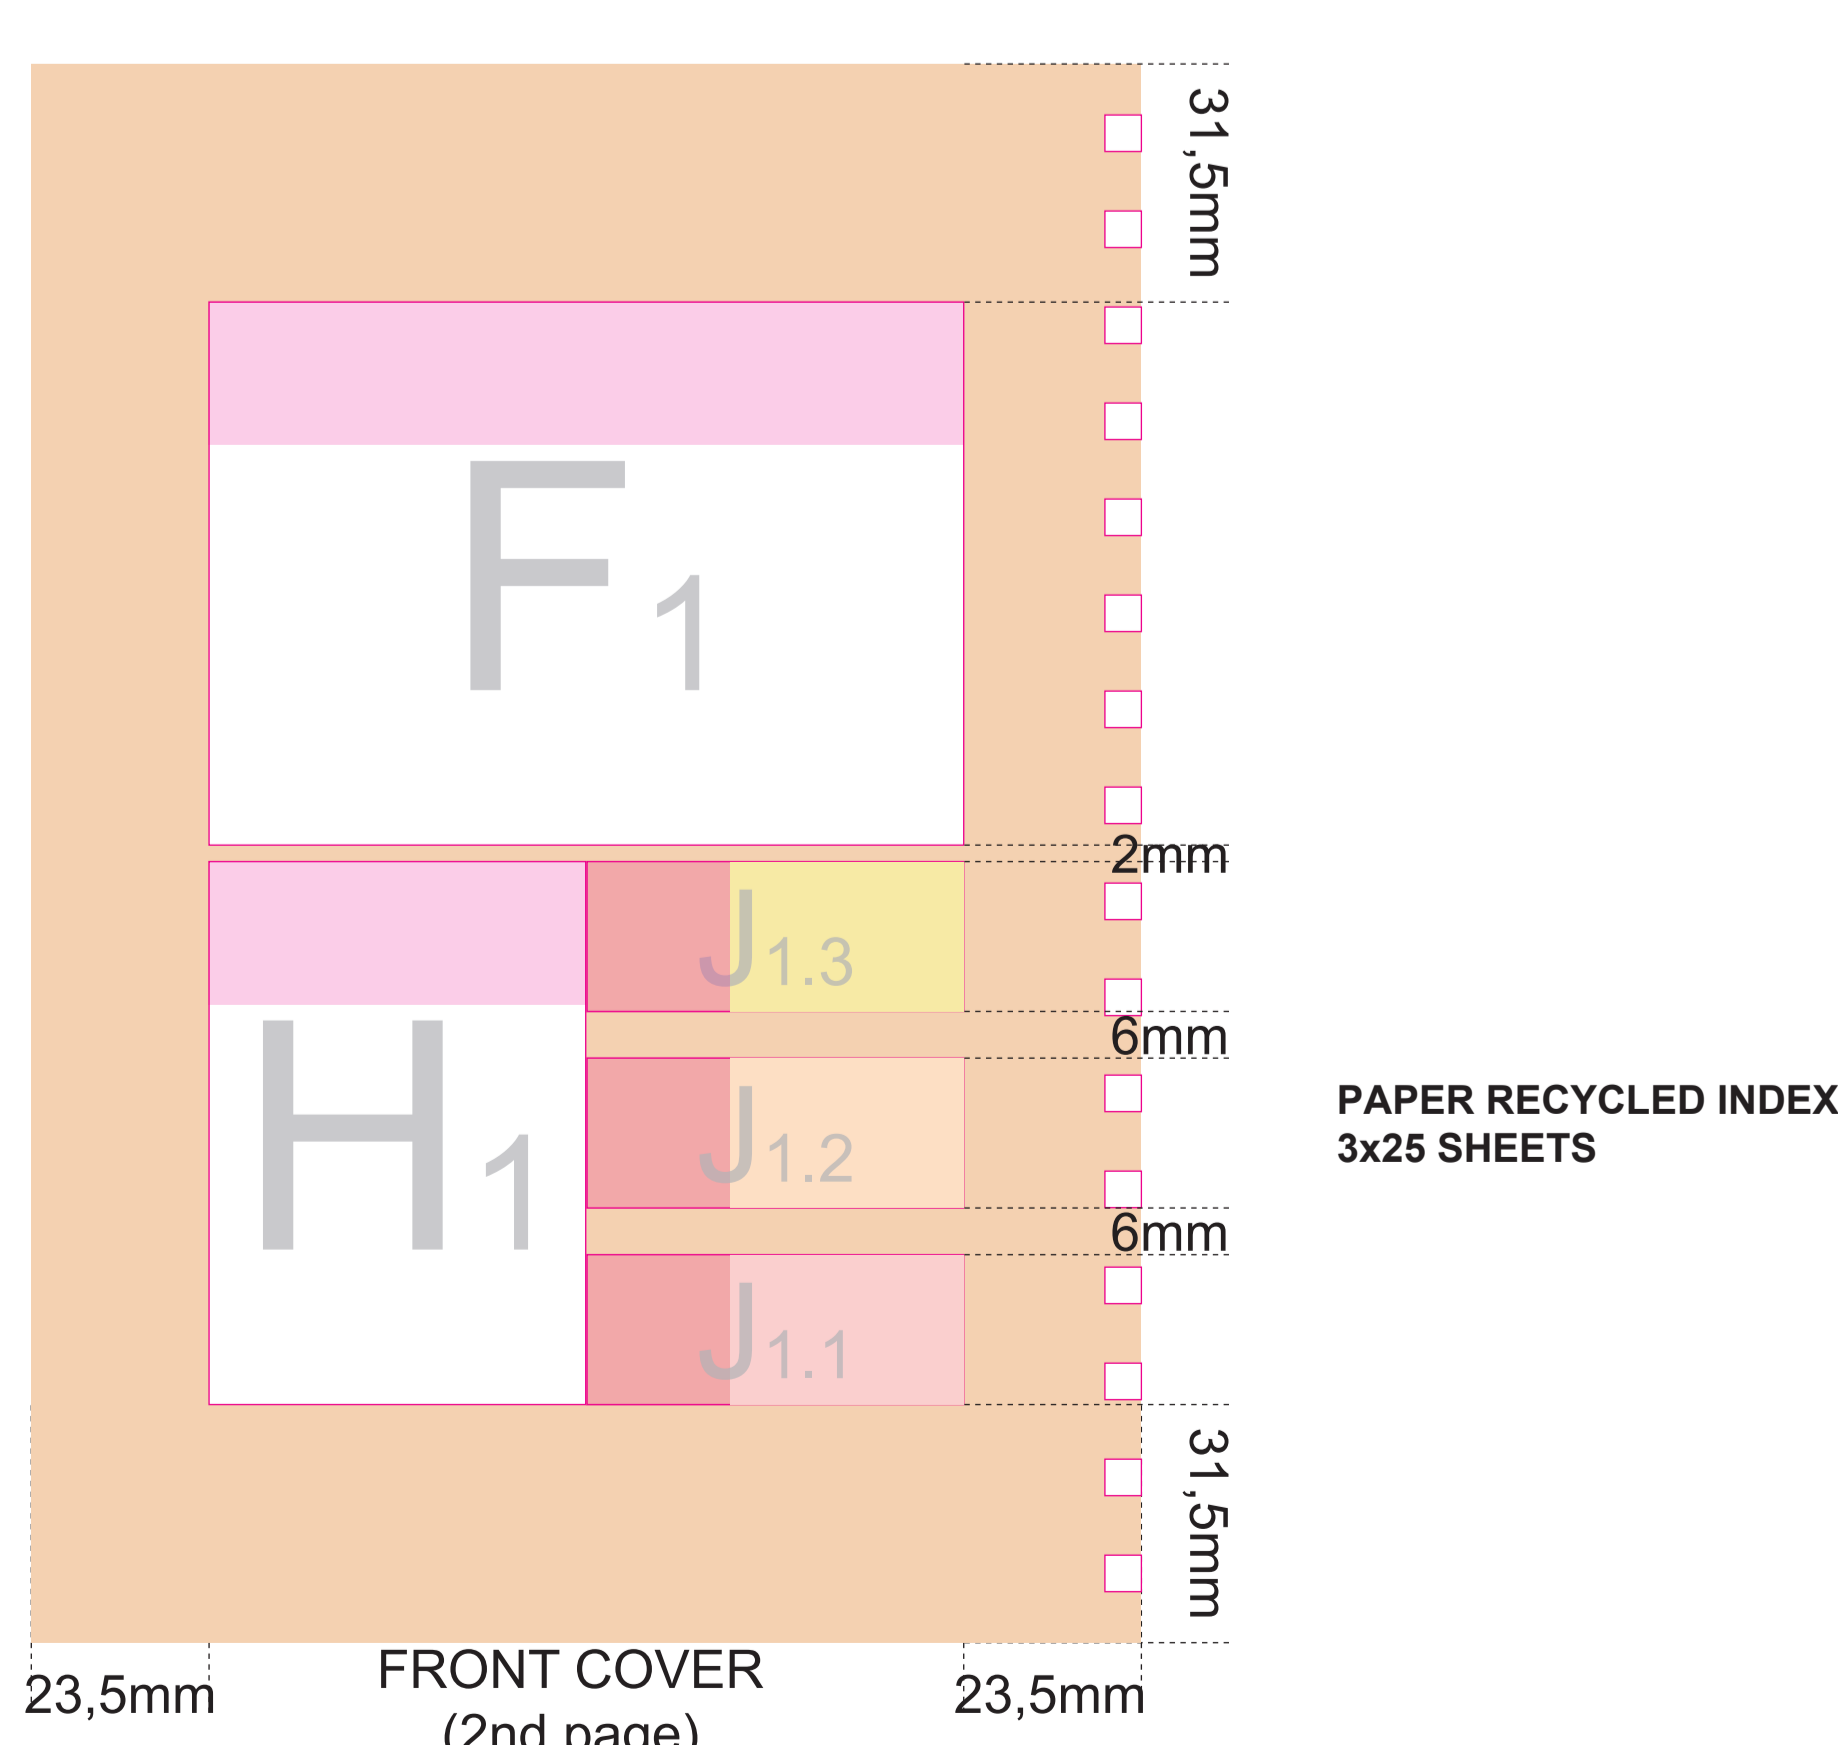 31,5mm
F1
2mm
J1.3
6mm
H1
J1.2
PAPER RECYCLED INDEX
3x25 SHEETS
6mm
J1.1
31,5mm
FRONT COVER
23,5mm
23,5mm
(2nd page)